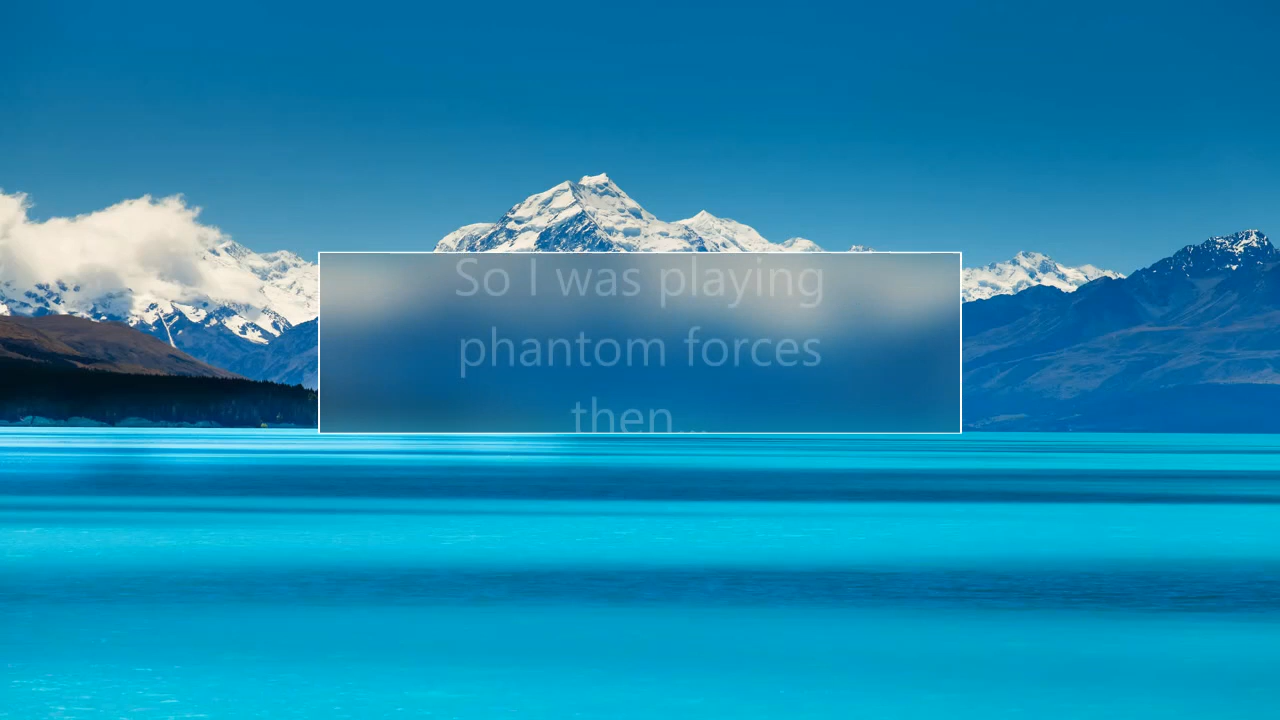 So I was playing
phantom forces
then....